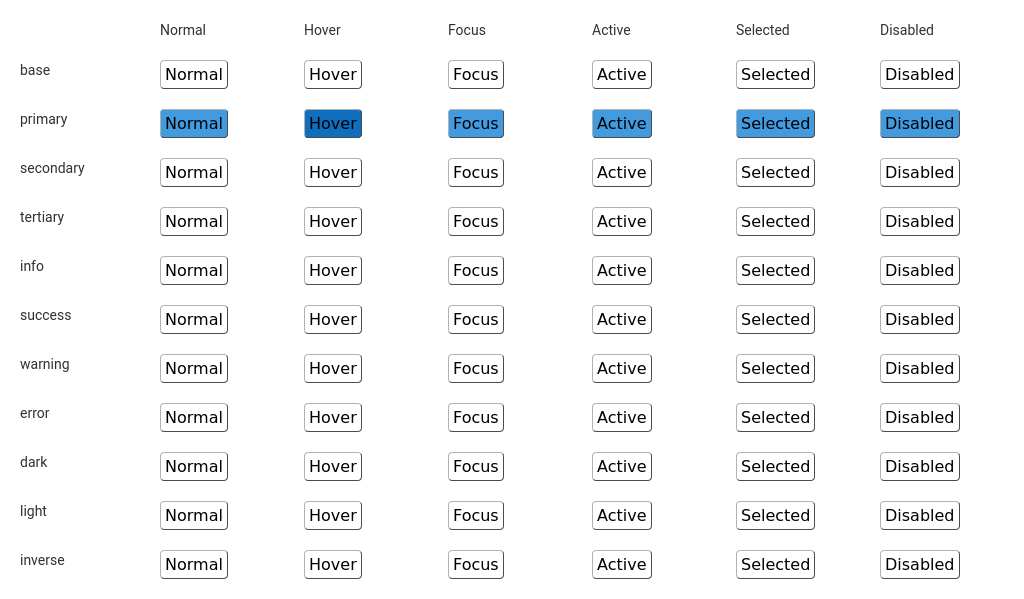 Normal Hover Focus Active Selected Disabled
base Normal Hover Focus Active Selected Disabled
primary Normal Hover Focus Active Selected Disabled
secondary Normal Hover Focus Active Selected Disabled
tertiary Normal Hover Focus Active Selected Disabled
info Normal Hover Focus Active Selected Disabled
success Normal Hover Focus Active Selected Disabled
warning Normal Hover Focus Active Selected Disabled
error Normal Hover Focus Active Selected Disabled
dark Normal Hover Focus Active Selected Disabled
light Normal Hover Focus Active Selected Disabled
inverse Normal Hover Focus Active Selected Disabled